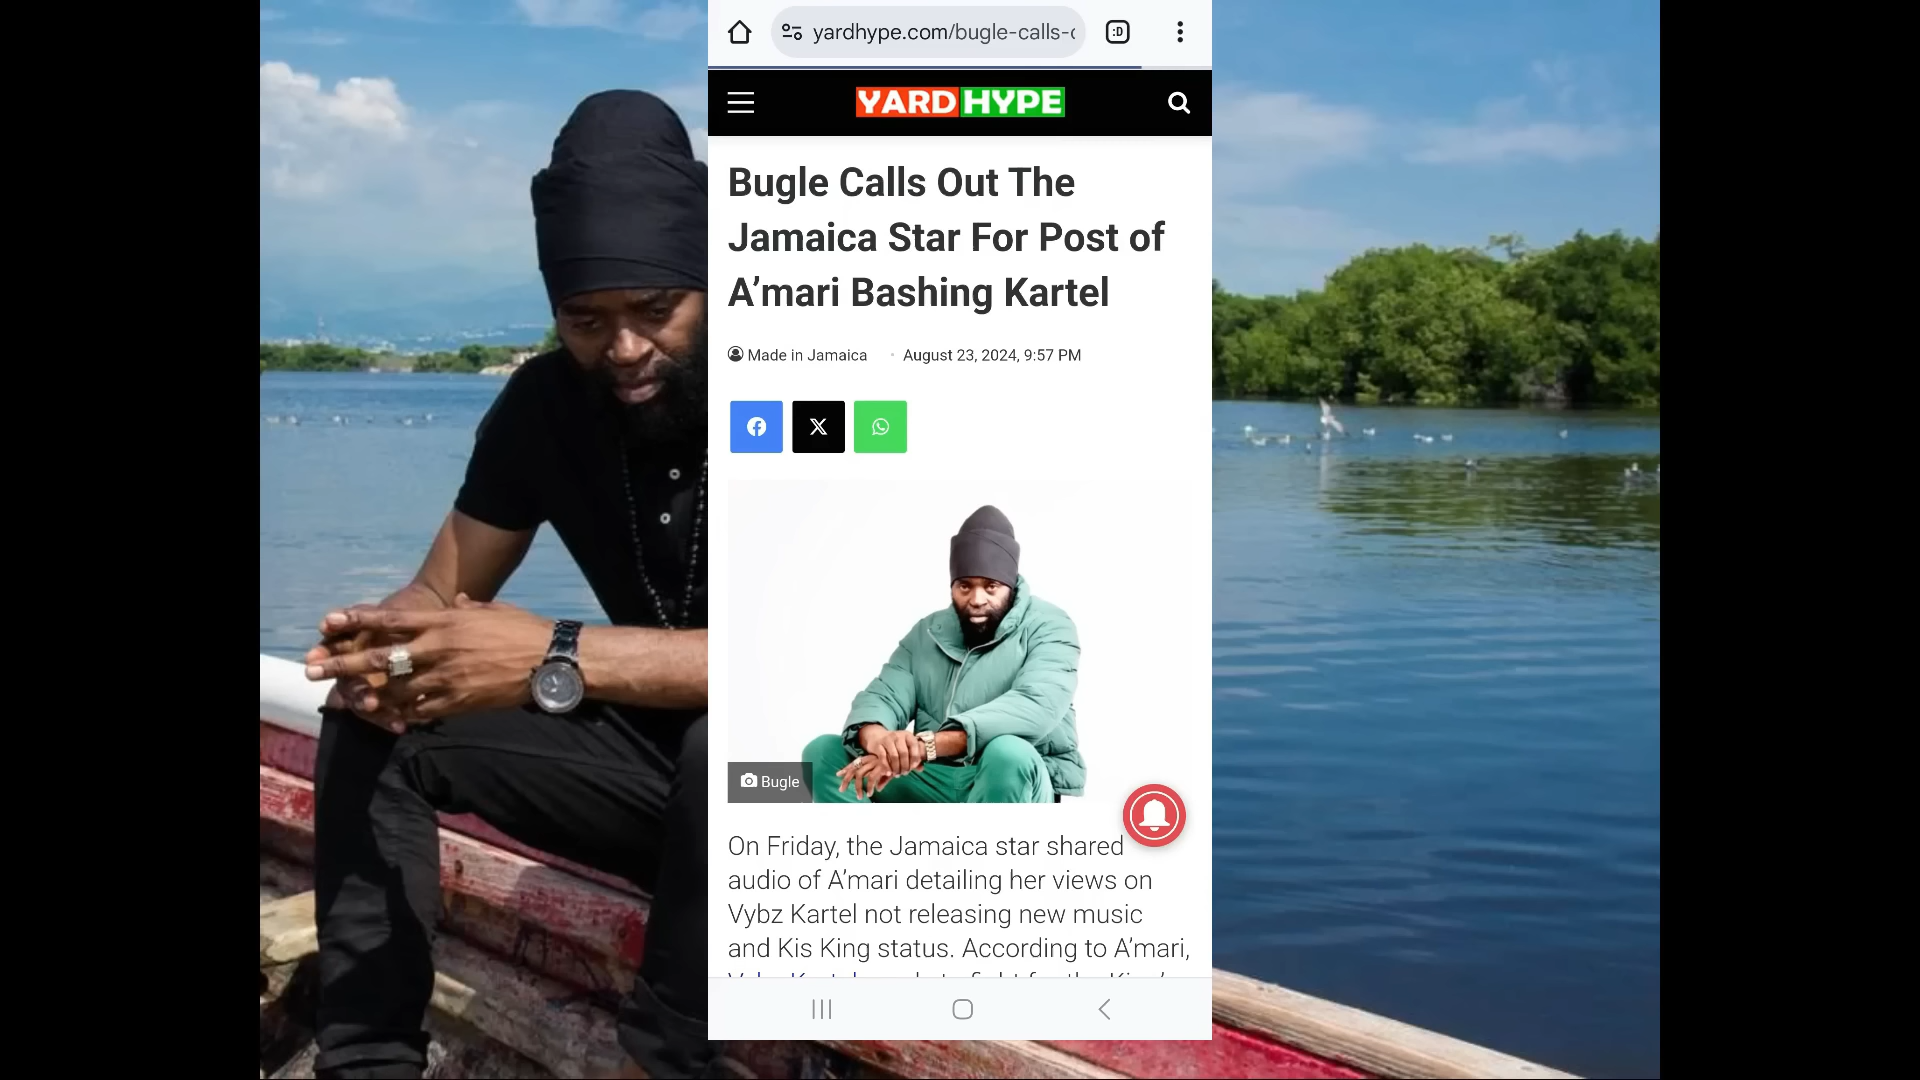 yardhype.com/bugle-calls-
:D
YARD HYPE
Bugle Calls Out The
Jamaica Star For Post of
A’mari Bashing Kartel
Made in Jamaica · August 23, 2024, 9:57 PM
Bugle
On Friday, the Jamaica star shared
audio of A’mari detailing her views on
Vybz Kartel not releasing new music
and Kis King status. According to A’mari,